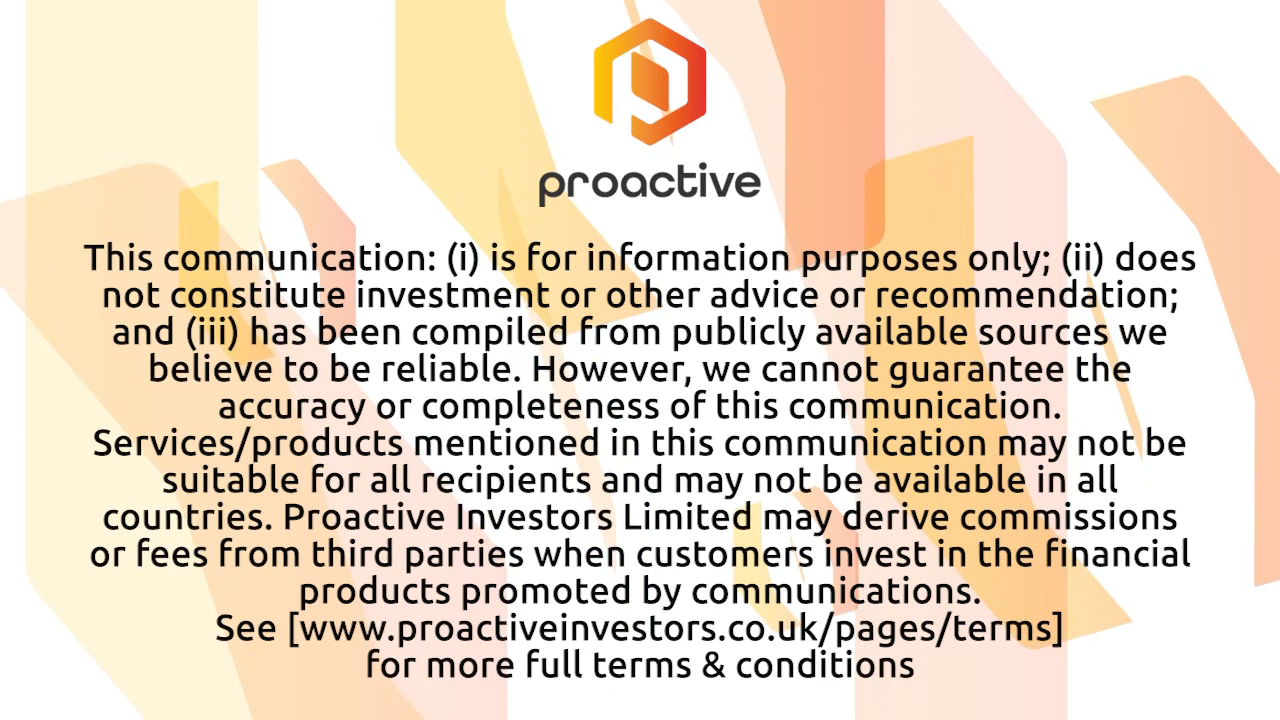 proactive
This communication: (i) is for information purposes only; (ii) does
not constitute investment or other advice or recommendation;
and (iii) has been compiled from publicly available sources we
believe to be reliable. However, we cannot guarantee the
accuracy or completeness of this communication.
Services/products mentioned in this communication may not be
suitable for all recipients and may not be available in all
countries. Proactive Investors Limited may derive commissions
or fees from third parties when customers invest in the financial
products promoted by communications.
See [www.proactiveinvestors.co.uk/pages/terms]
for more full terms & conditions